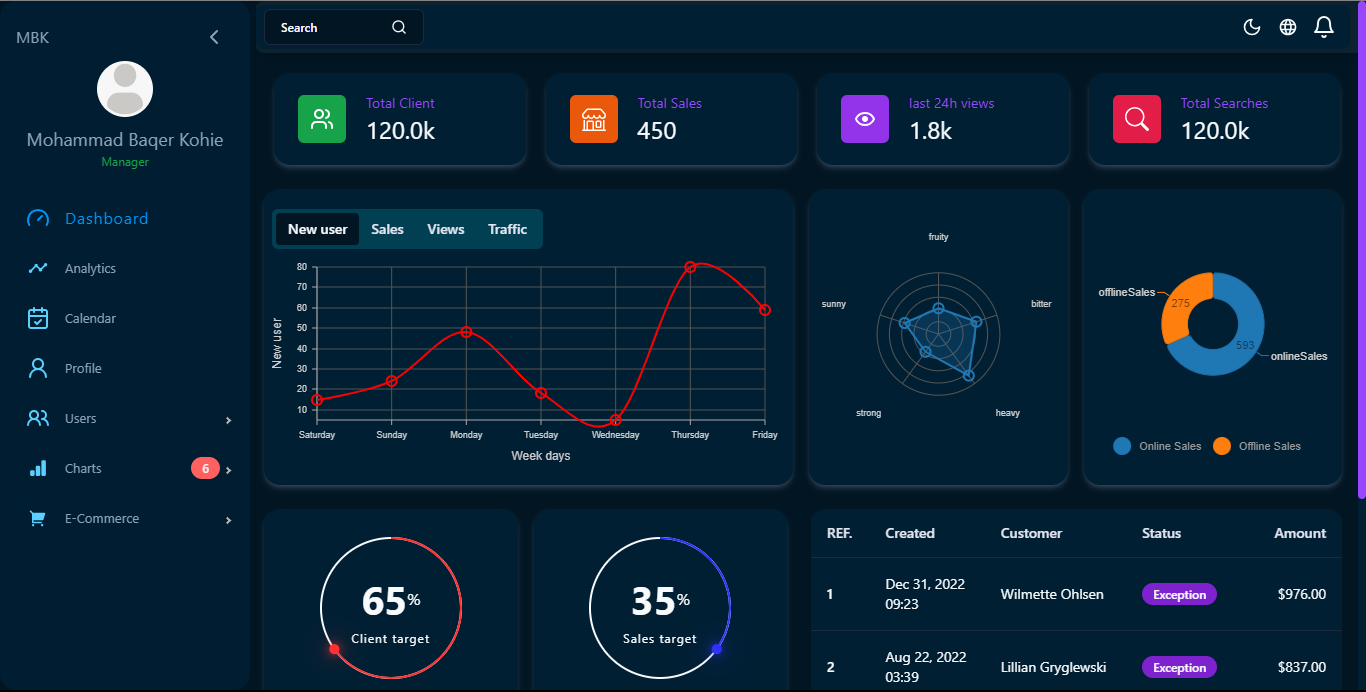 MBK
Mohammad Baqer Kohie
Manager
Dashboard
Analytics
Calendar
Profile
Users
Charts 6
E-Commerce
Search
Total Client
120.0k
Total Sales
450
last 24h views
1.8k
Total Searches
120.0k
New user Sales Views Traffic
New user
80
70
60
50
40
30
20
10
Saturday Sunday Monday Tuesday Wednesday Thursday Friday
Week days
fruity
sunny
bitter
strong
heavy
offlineSales
275
593
onlineSales
Online Sales Offline Sales
65%
Client target
35%
Sales target
REF. Created Customer Status Amount
1 Dec 31, 2022 09:23 Wilmette Ohlsen Exception $976.00
2 Aug 22, 2022 03:39 Lillian Gryglewski Exception $837.00